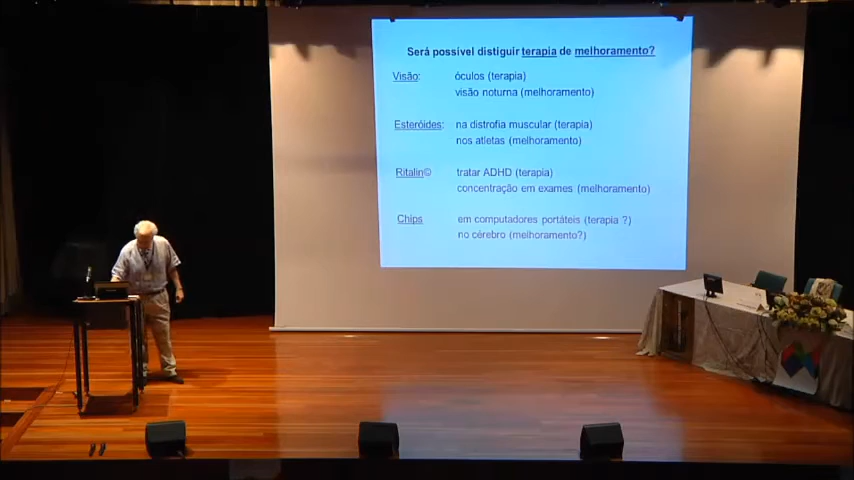 Será possivel distiguir terapia de melhoramento?
Visão: óculos (terapia)
visão noturna (melhoramento)
Esteróides: na distrofia muscular (terapia)
nos atletas (melhoramento)
Ritalin© tratar ADHD (terapia)
concentração em exames (melhoramento)
Chips em computadores portáteis (terapia ?)
no cérebro (melhoramento?)